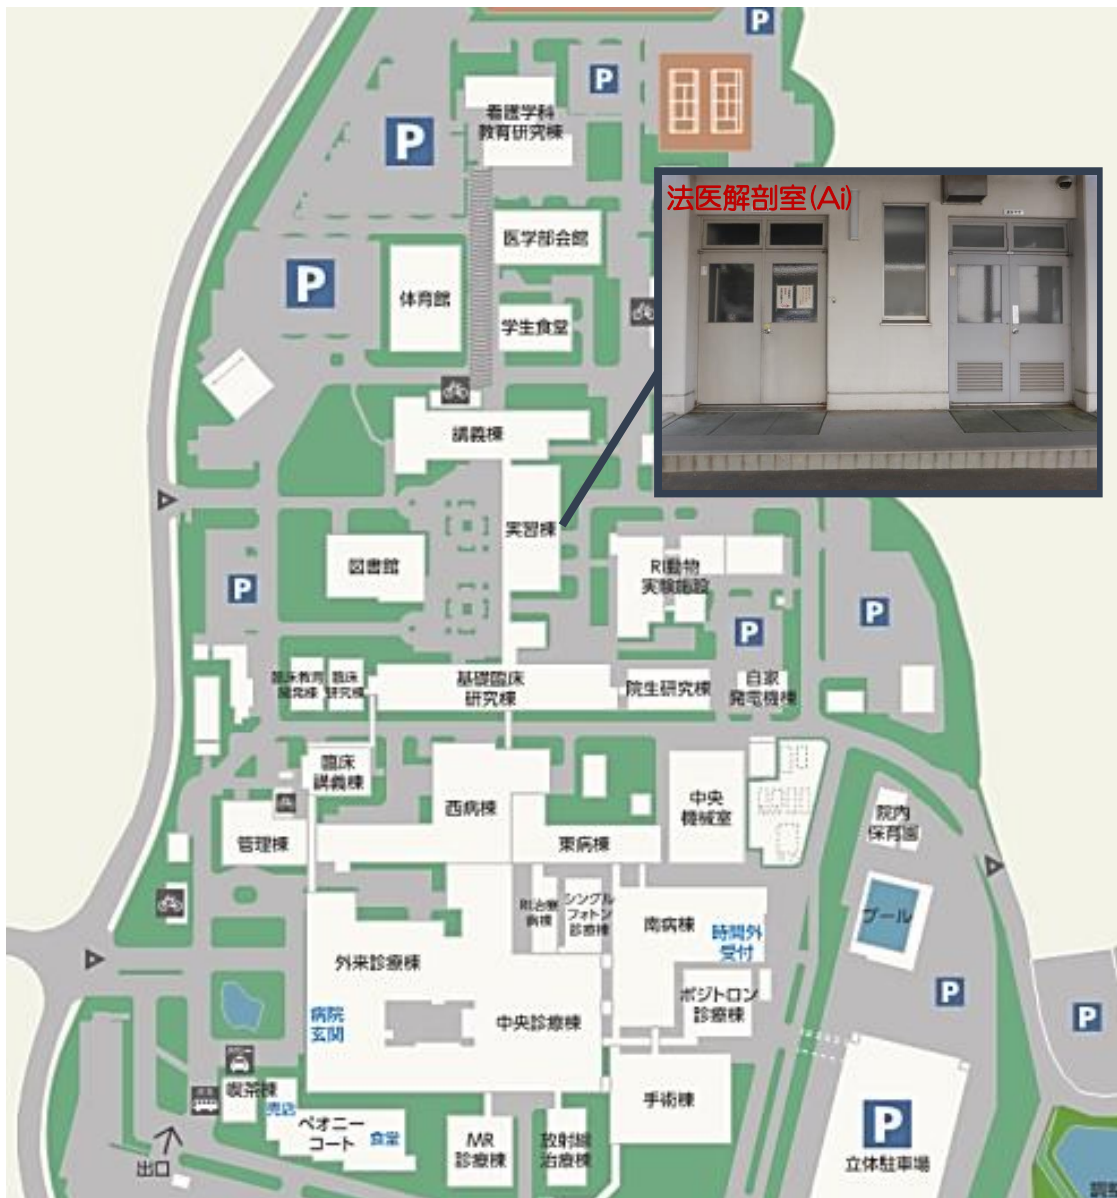 P
P
看護学科
教育研究棟
P
法医解剖室(Ai)
医学部会館
P
体育館
学生食堂
講義棟
実習棟
図書館
RI動物
実験施設
P
P
P
臨床教育
開発棟
臨床
研究棟
基礎臨床
研究棟
院生研究棟
自家
発電機棟
臨床
講義棟
西病棟
中央
機械室
院内
保育園
管理棟
東病棟
RI治療
病棟
シングル
フォトン
診療棟
南病棟
時間外
受付
プール
外来診療棟
ポジトロン
診療棟
P
病院
玄関
中央診療棟
P
喫茶棟
売店
ペオニー
コート
食堂
手術棟
出口
MR
診療棟
放射線
治療棟
P
立体駐車場